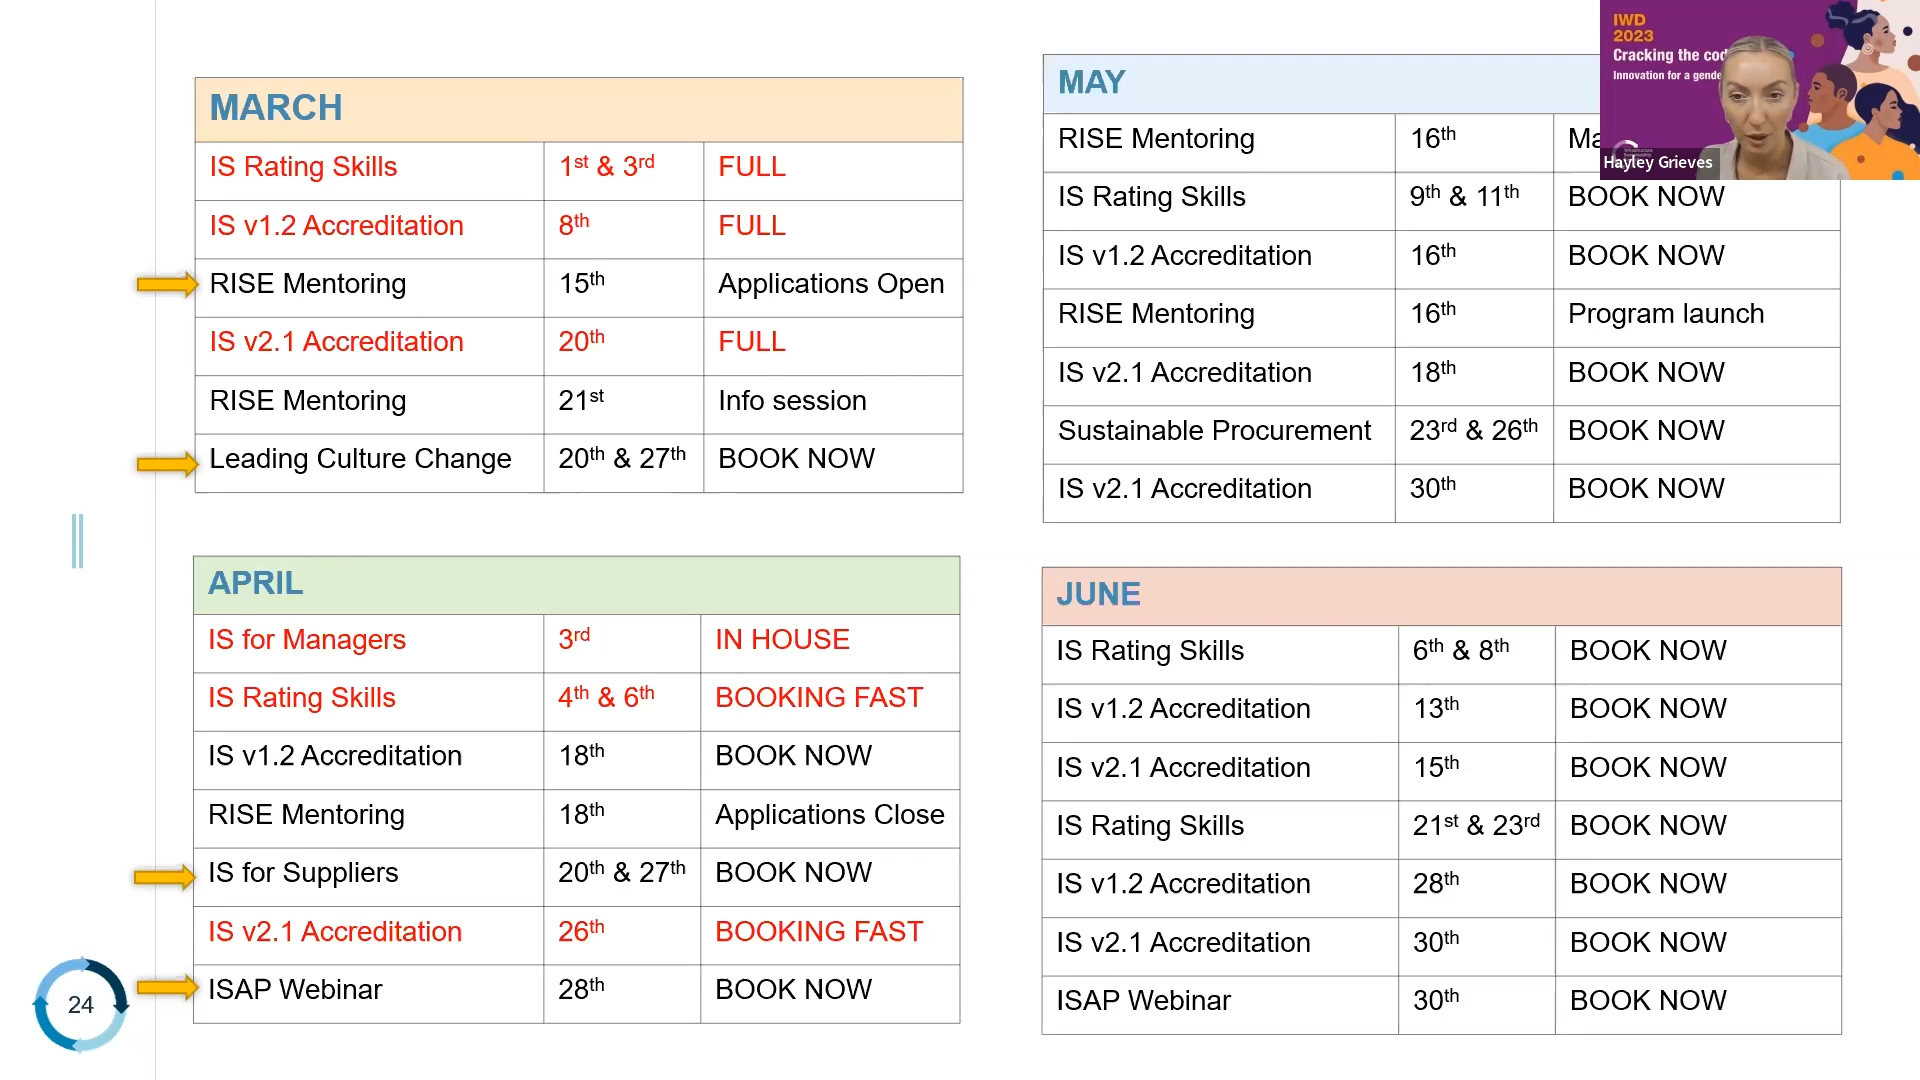 MARCH
IS Rating Skills 1st & 3rd FULL
IS v1.2 Accreditation 8th FULL
RISE Mentoring 15th Applications Open
IS v2.1 Accreditation 20th FULL
RISE Mentoring 21st Info session
Leading Culture Change 20th & 27th BOOK NOW
APRIL
IS for Managers 3rd IN HOUSE
IS Rating Skills 4th & 6th BOOKING FAST
IS v1.2 Accreditation 18th BOOK NOW
RISE Mentoring 18th Applications Close
IS for Suppliers 20th & 27th BOOK NOW
IS v2.1 Accreditation 26th BOOKING FAST
ISAP Webinar 28th BOOK NOW
24
MAY
RISE Mentoring 16th
IS Rating Skills 9th & 11th BOOK NOW
IS v1.2 Accreditation 16th BOOK NOW
RISE Mentoring 16th Program launch
IS v2.1 Accreditation 18th BOOK NOW
Sustainable Procurement 23rd & 26th BOOK NOW
IS v2.1 Accreditation 30th BOOK NOW
JUNE
IS Rating Skills 6th & 8th BOOK NOW
IS v1.2 Accreditation 13th BOOK NOW
IS v2.1 Accreditation 15th BOOK NOW
IS Rating Skills 21st & 23rd BOOK NOW
IS v1.2 Accreditation 28th BOOK NOW
IS v2.1 Accreditation 30th BOOK NOW
ISAP Webinar 30th BOOK NOW
IWD
2023
Cracking the
Innovation for a
Hayley Grieves